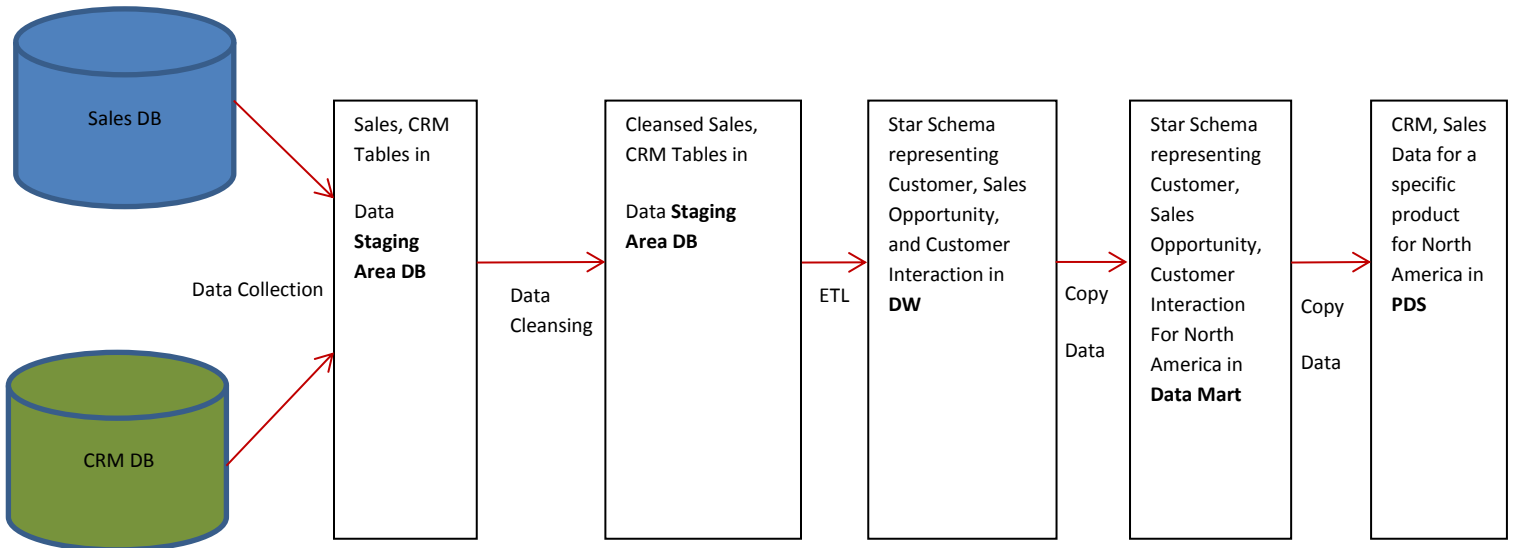 Sales DB
CRM DB
Data Collection
Sales, CRM
Tables in
Data
Staging
Area DB
Data
Cleansing
Cleansed Sales,
CRM Tables in
Data Staging
Area DB
ETL
Star Schema
representing
Customer, Sales
Opportunity,
and Customer
Interaction in
DW
Copy
Data
Star Schema
representing
Customer,
Sales
Opportunity,
Customer
Interaction
For North
America in
Data Mart
Copy
Data
CRM, Sales
Data for a
specific
product
for North
America in
PDS